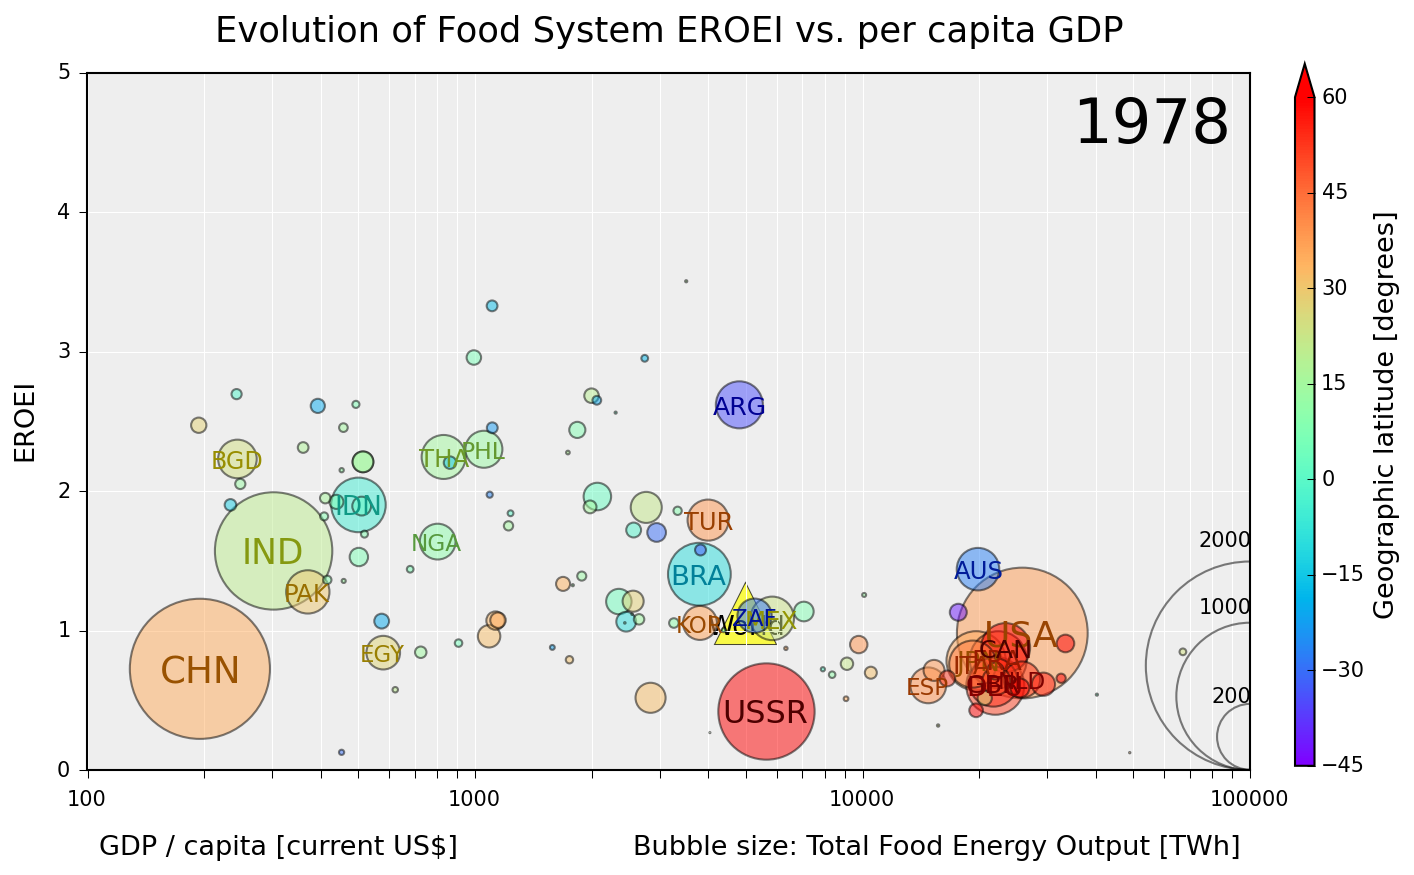 Evolution of Food System EROEI vs. per capita GDP
1978
EROEI
5
4
3
2
1
0
ARG
BGD
THA
PHL
IDN
TUR
NGA
IND
BRA
AUS
PAK
KOR
World
ZAF
MEX
USA
EGY
CAN
CHN
ESP
USSR
2000
1000
200
100
1000
10000
100000
GDP / capita [current US$]
Bubble size: Total Food Energy Output [TWh]
60
45
30
15
0
−15
−30
−45
Geographic latitude [degrees]